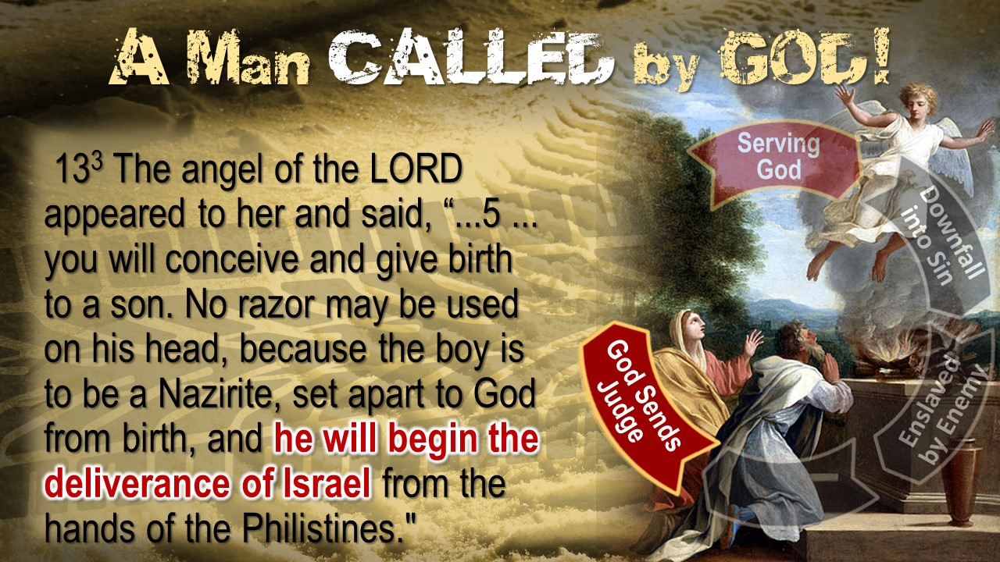 A Man CALLED by GOD!
13³ The angel of the LORD
appeared to her and said, “...5 ...
you will conceive and give birth
to a son. No razor may be used
on his head, because the boy is
to be a Nazirite, set apart to God
from birth, and he will begin the
deliverance of Israel from the
hands of the Philistines."
Serving
God
Downfall
into Sin
Enslaved
by Enemy
God Sends
Judge